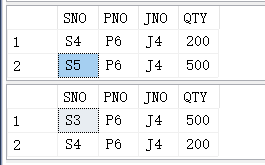 SNO PNO JNO QTY
1 S4 P6 J4 200
2 S5 P6 J4 500
SNO PNO JNO QTY
1 S3 P6 J4 500
2 S4 P6 J4 200